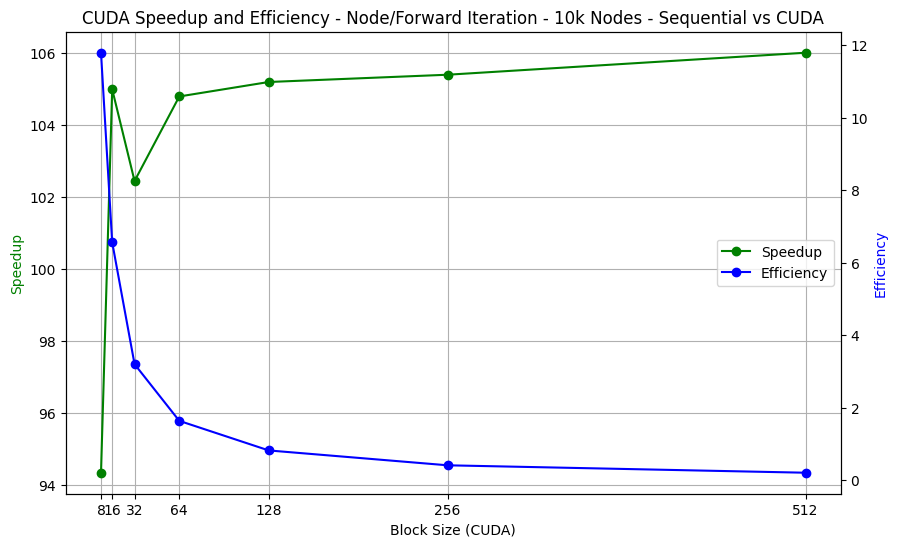 CUDA Speedup and Efficiency - Node/Forward Iteration - 10k Nodes - Sequential vs CUDA
106
104
102
100
98
96
94
Speedup
12
10
8
6
4
2
0
Efficiency
Speedup
Efficiency
8 16 32 64 128 256 512
Block Size (CUDA)